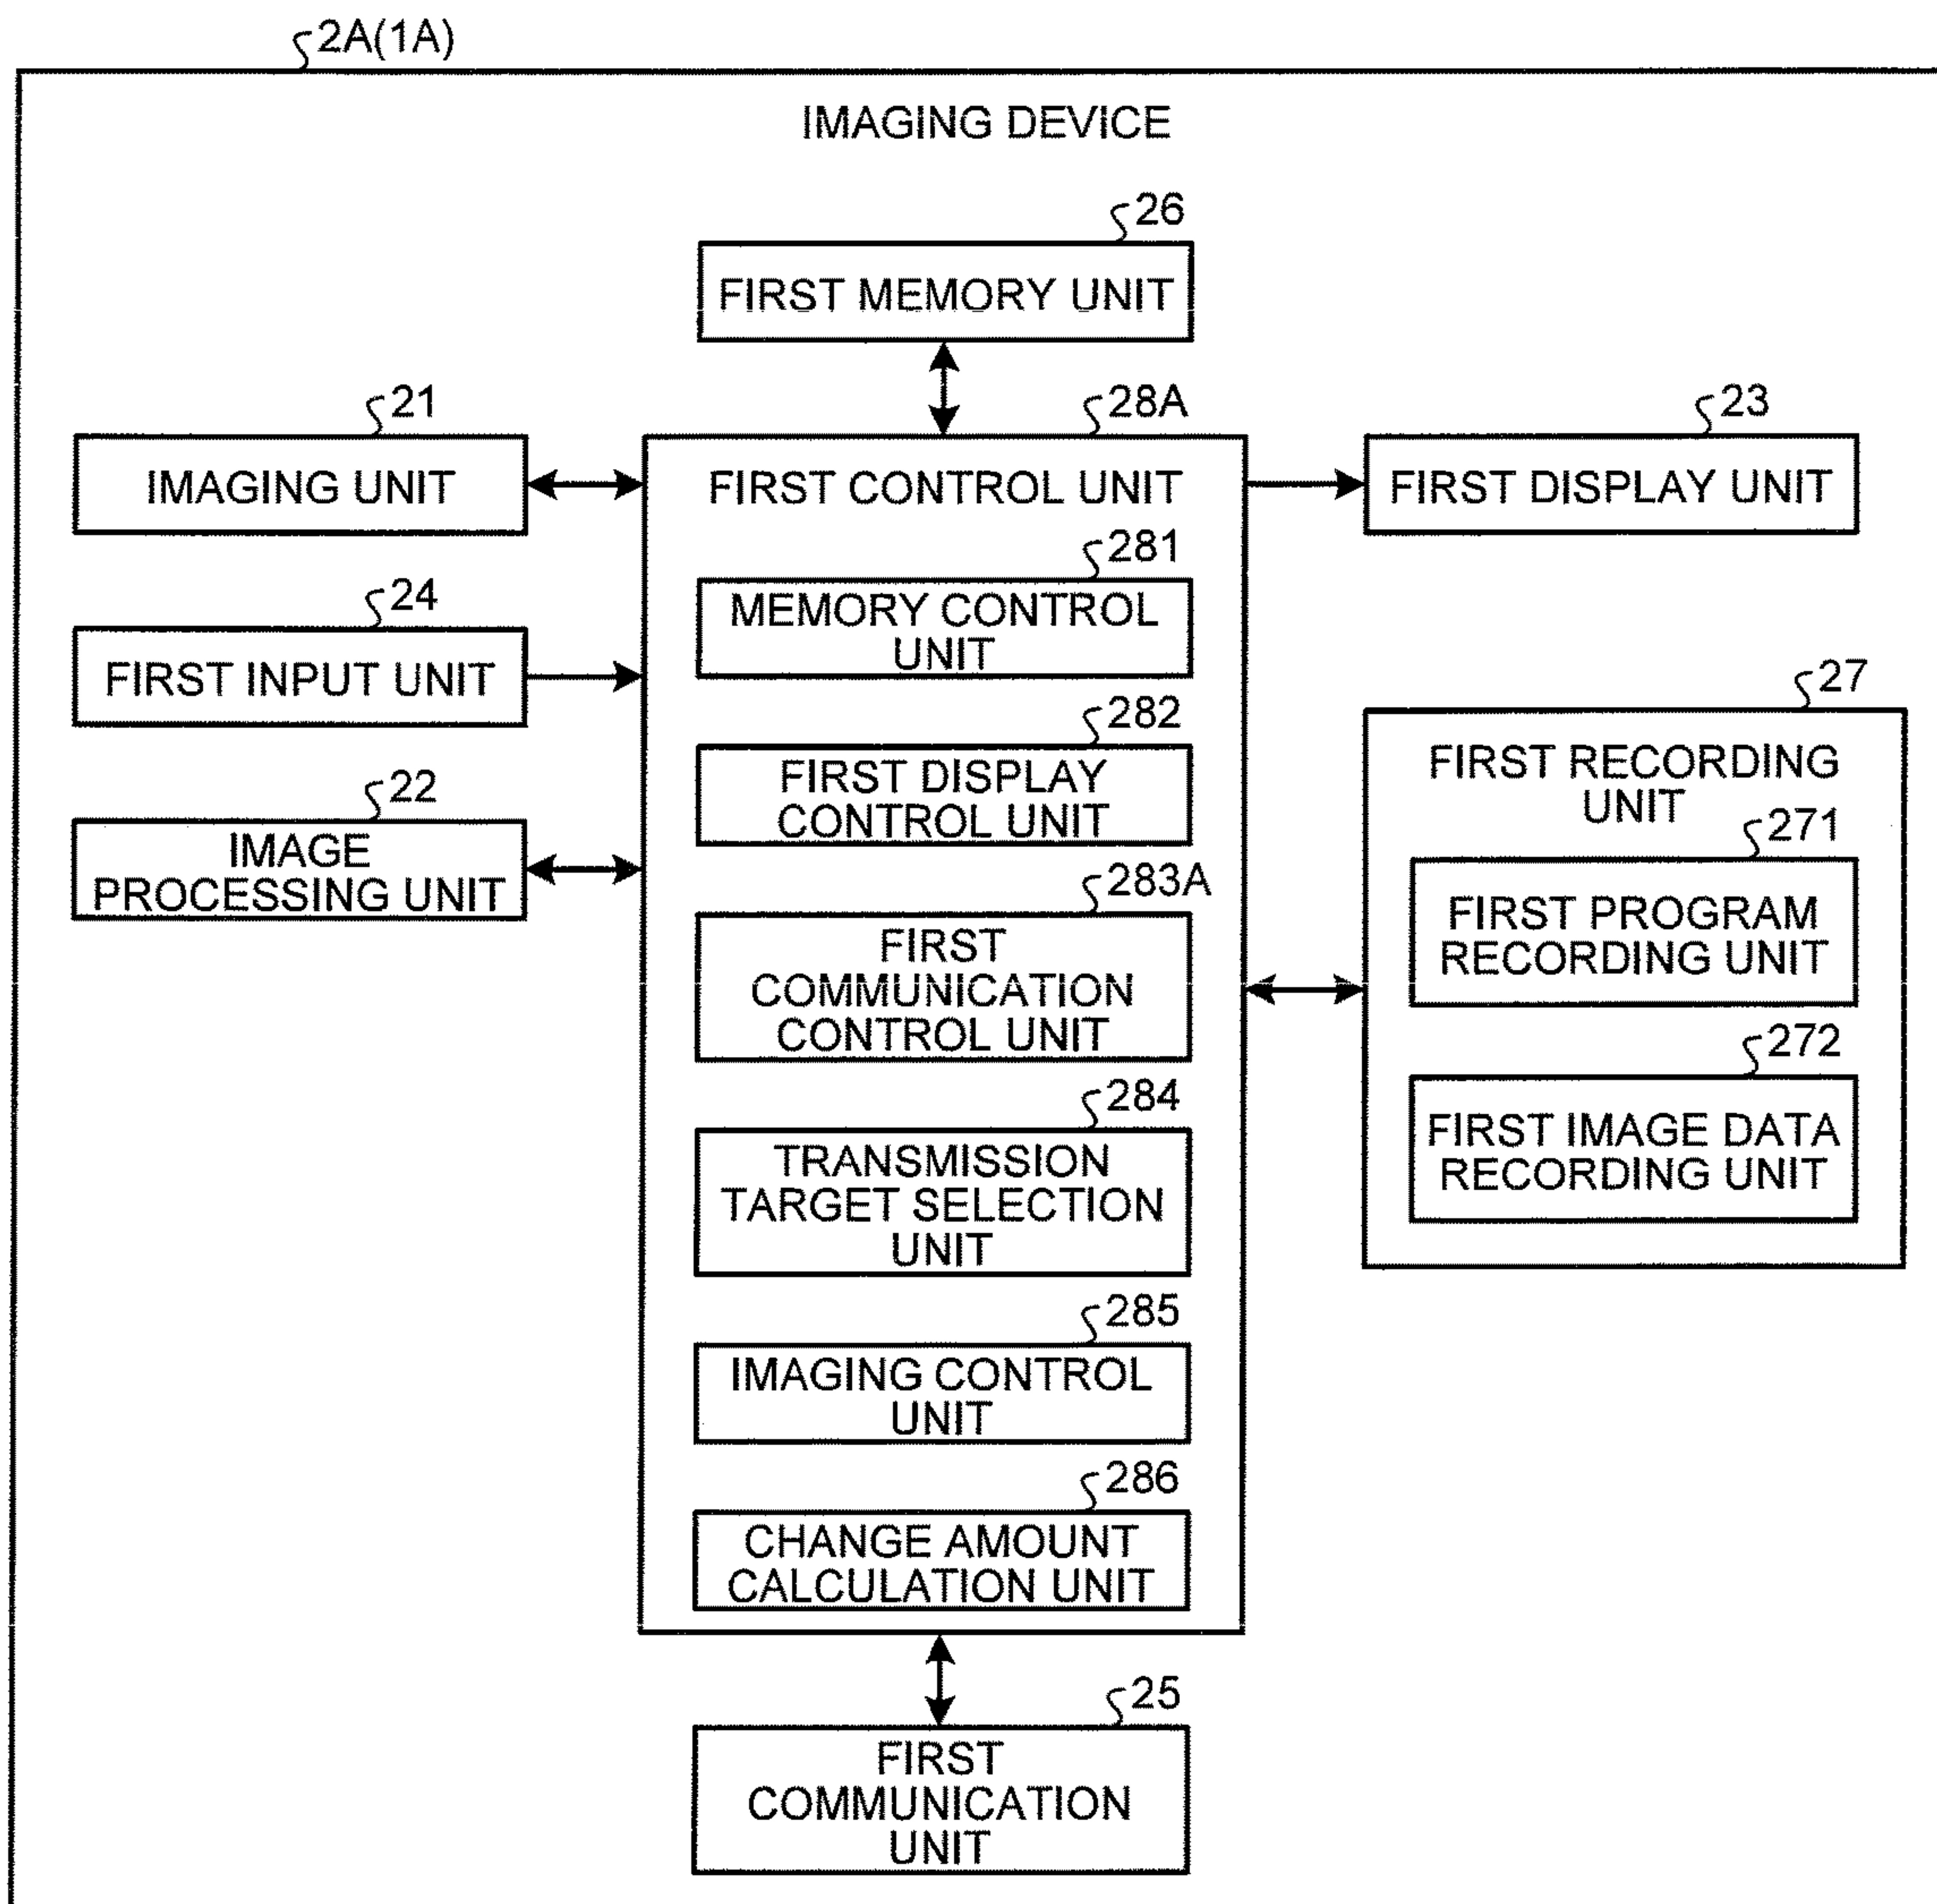 2A(1A)
IMAGING DEVICE
26
FIRST MEMORY UNIT
21
IMAGING UNIT
28A
FIRST CONTROL UNIT
23
FIRST DISPLAY UNIT
281
MEMORY CONTROL
UNIT
24
FIRST INPUT UNIT
282
FIRST DISPLAY
CONTROL UNIT
22
IMAGE
PROCESSING UNIT
283A
FIRST
COMMUNICATION
CONTROL UNIT
27
FIRST RECORDING
UNIT
271
FIRST PROGRAM
RECORDING UNIT
272
FIRST IMAGE DATA
RECORDING UNIT
284
TRANSMISSION
TARGET SELECTION
UNIT
285
IMAGING CONTROL
UNIT
286
CHANGE AMOUNT
CALCULATION UNIT
25
FIRST
COMMUNICATION
UNIT